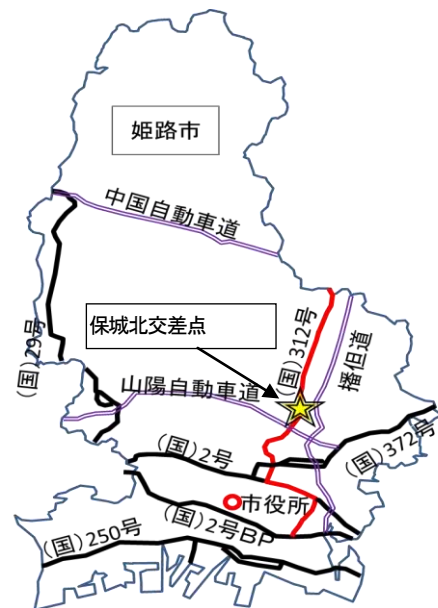 姫路市
中国自動車道
保城北交差点
(国)312号
播但道
(国)29号
山陽自動車道
(国)372号
(国)2号
市役所
(国)2号BP
(国)250号